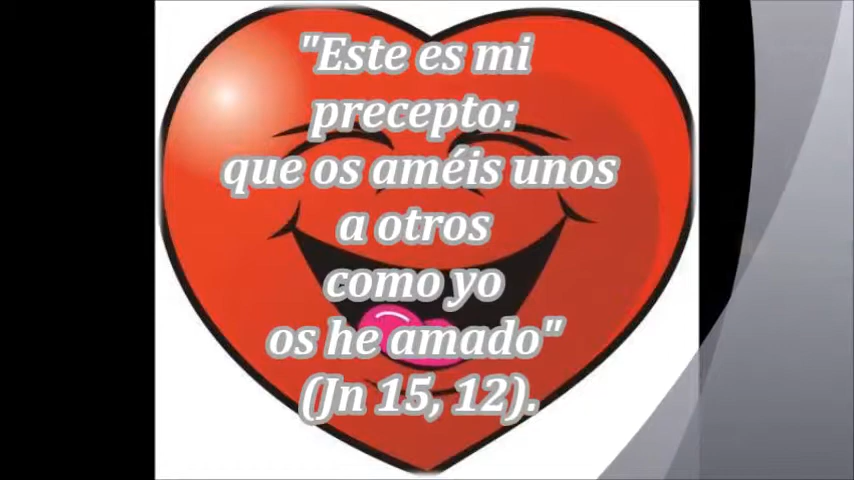 "Este es mi
precepto:
que os améis unos
a otros
como yo
os he amado"
(Jn 15, 12).